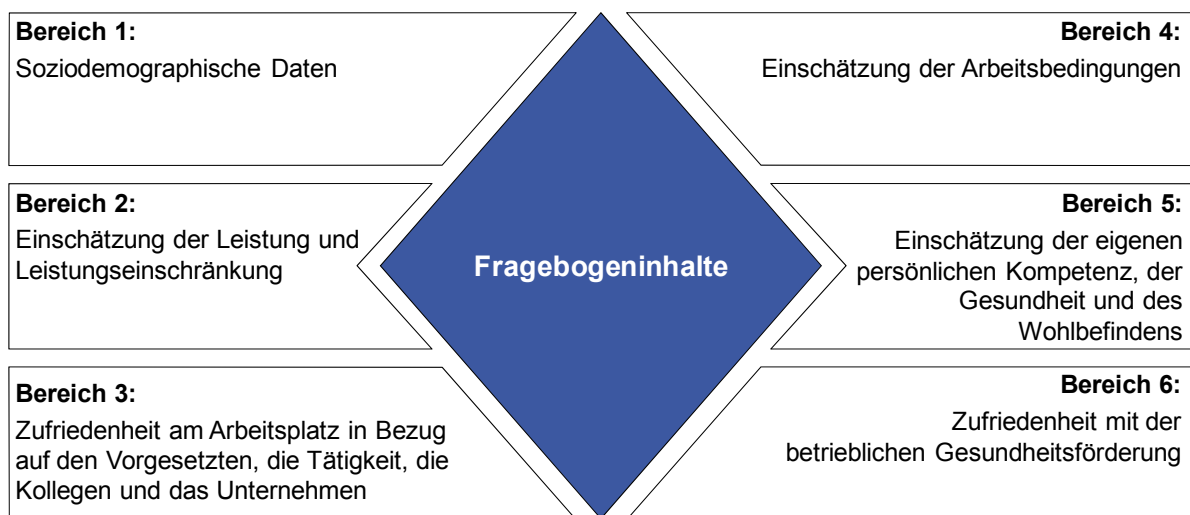 Bereich 1:
Soziodemographische Daten
Bereich 2:
Einschätzung der Leistung und
Leistungseinschränkung
Bereich 3:
Zufriedenheit am Arbeitsplatz in Bezug
auf den Vorgesetzten, die Tätigkeit, die
Kollegen und das Unternehmen
Fragebogeninhalte
Bereich 4:
Einschätzung der Arbeitsbedingungen
Bereich 5:
Einschätzung der eigenen
persönlichen Kompetenz, der
Gesundheit und des
Wohlbefindens
Bereich 6:
Zufriedenheit mit der
betrieblichen Gesundheitsförderung